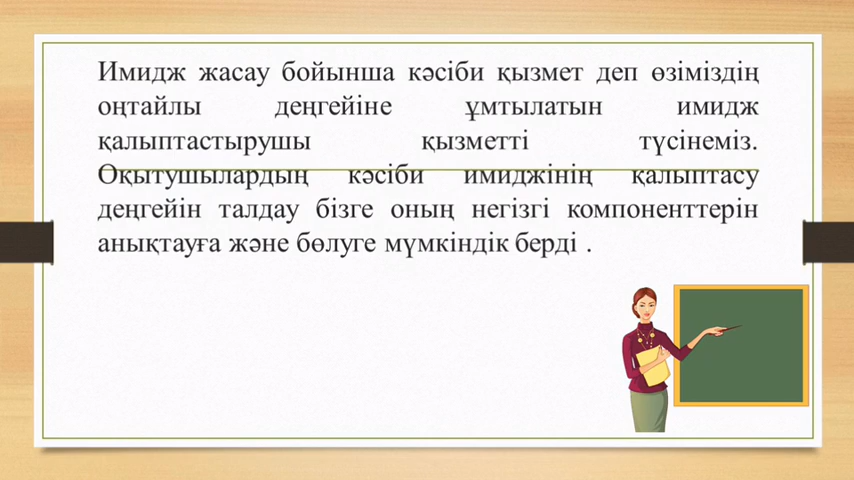 Имидж жасау бойынша кәсіби қызмет деп өзіміздің
оңтайлы деңгейіне ұмтылатын имидж
қалыптастырушы қызметті түсінеміз.
Оқытушылардың кәсіби имиджінің қалыптасу
деңгейін талдау бізге оның негізгі компоненттерін
анықтауға және бөлуге мүмкіндік берді .